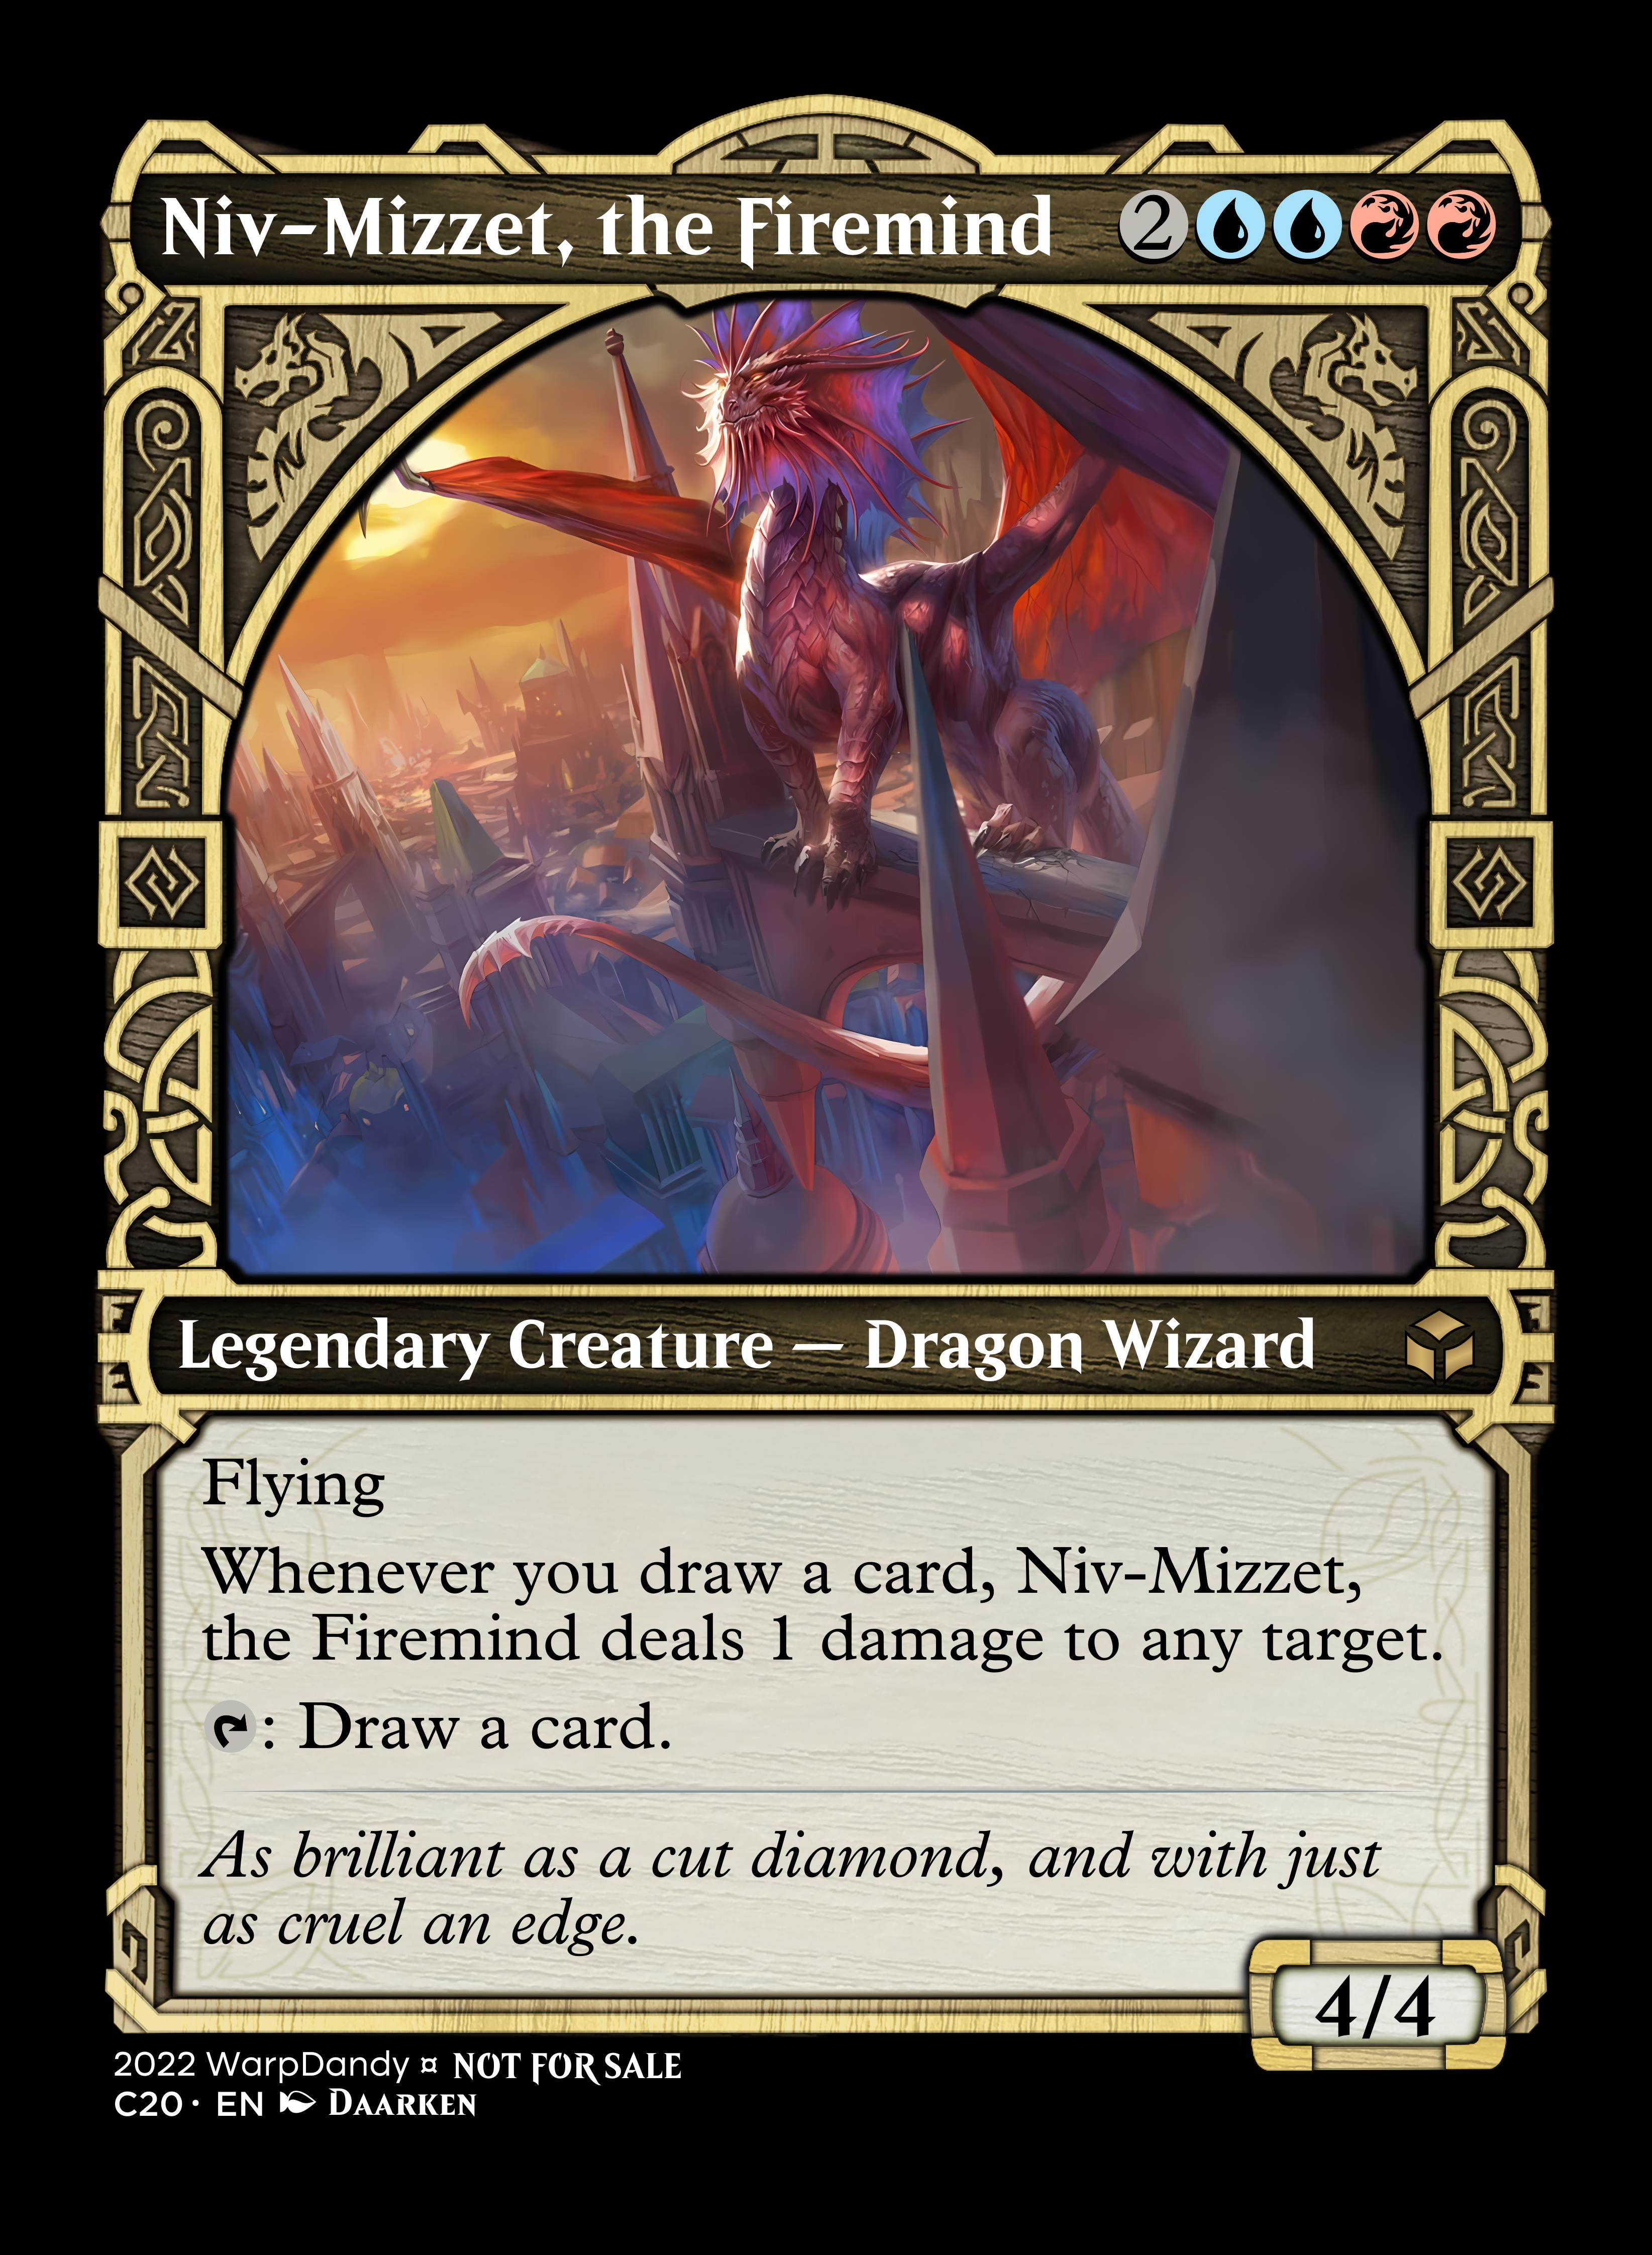 Niv-Mizzet, the Firemind 2
Legendary Creature — Dragon Wizard
Flying
Whenever you draw a card, Niv-Mizzet,
the Firemind deals 1 damage to any target.
: Draw a card.
As brilliant as a cut diamond, and with just
as cruel an edge.
4/4
2022 WarpDandy ¤ NOT FOR SALE
C20 · EN DAARKEN